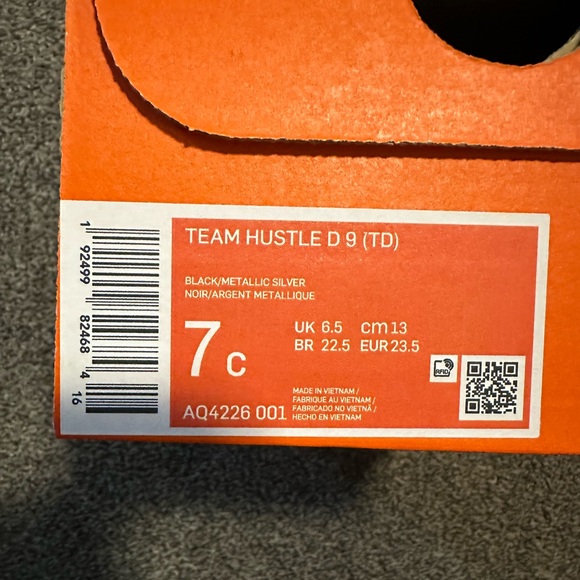 TEAM HUSTLE D 9 (TD)
BLACK/METALLIC SILVER
NOIR/ARGENT METALLIQUE
7 C
UK 6.5 cm 13
BR 22.5 EUR 23.5
AQ4226 001
MADE IN VIETNAM /
FABRIQUE AU VIETNAM /
FABRICADO NO VIETNÃ /
HECHO EN VIETNAM
RFID
1 92499 82468 4 16